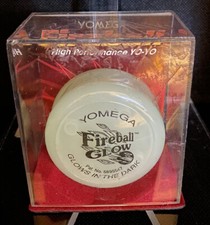 YOMEGA
High Performance YO-YO
YOMEGA
Fireball
GLOW
GLOWS IN THE DARK